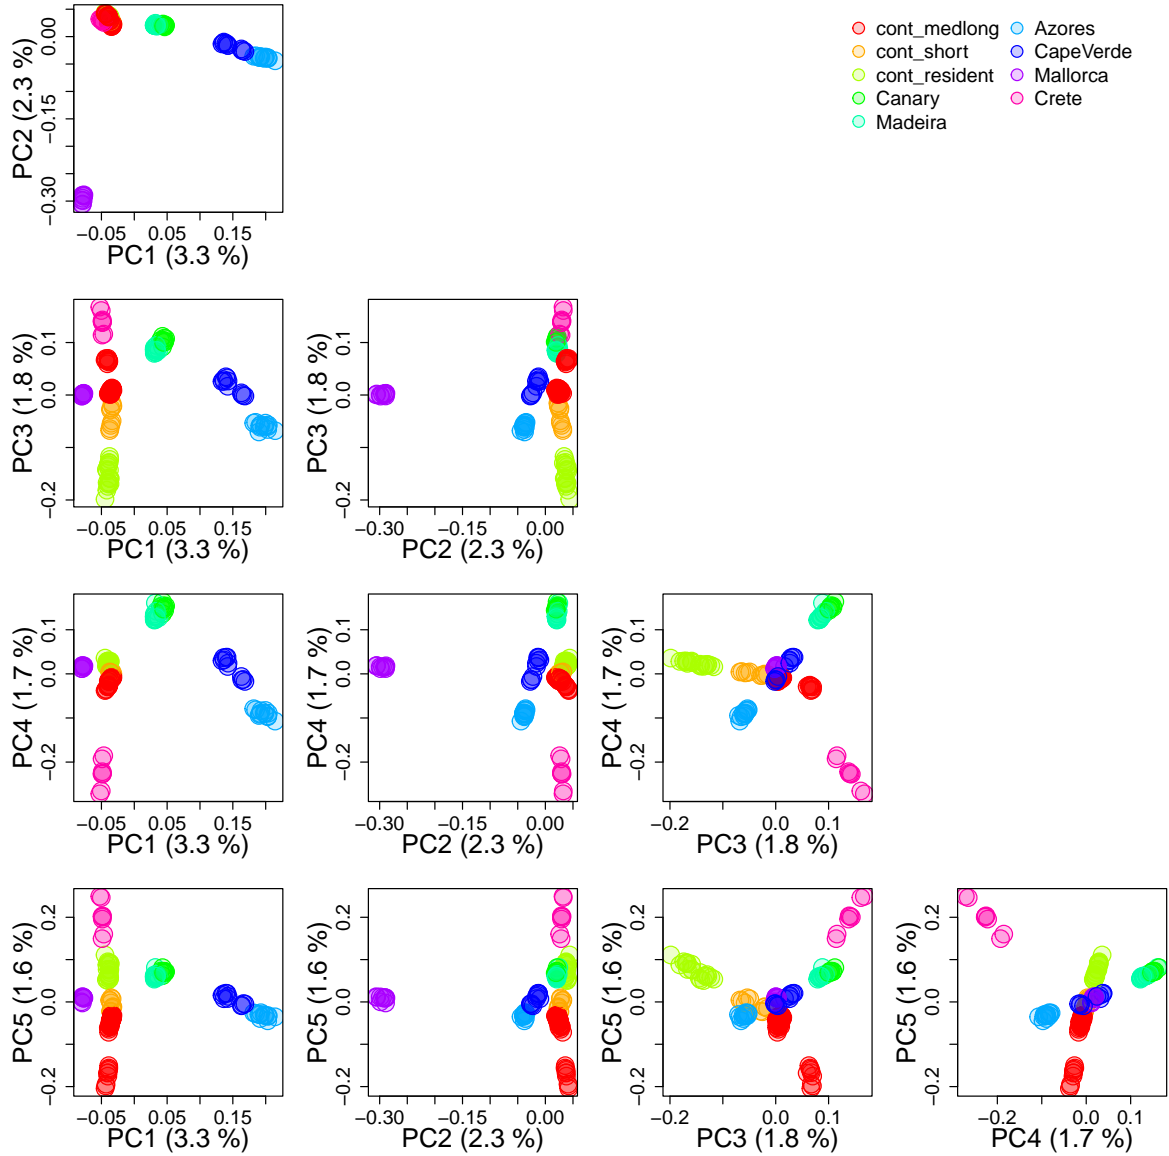 cont_medlong
cont_short
cont_resident
Canary
Madeira
Azores
CapeVerde
Mallorca
Crete
0.00
−0.15
−0.30
PC2 (2.3 %)
−0.05 0.05 0.15
PC1 (3.3 %)
0.1
0.0
−0.2
PC3 (1.8 %)
−0.05 0.05 0.15
PC1 (3.3 %)
0.1
0.0
−0.2
PC3 (1.8 %)
−0.30 −0.15 0.00
PC2 (2.3 %)
0.1
0.0
−0.2
PC4 (1.7 %)
−0.05 0.05 0.15
PC1 (3.3 %)
0.1
0.0
−0.2
PC4 (1.7 %)
−0.30 −0.15 0.00
PC2 (2.3 %)
0.1
0.0
−0.2
PC4 (1.7 %)
−0.2 0.0 0.1
PC3 (1.8 %)
0.2
0.0
−0.2
PC5 (1.6 %)
−0.05 0.05 0.15
PC1 (3.3 %)
0.2
0.0
−0.2
PC5 (1.6 %)
−0.30 −0.15 0.00
PC2 (2.3 %)
0.2
0.0
−0.2
PC5 (1.6 %)
−0.2 0.0 0.1
PC3 (1.8 %)
0.2
0.0
−0.2
PC5 (1.6 %)
−0.2 0.0 0.1
PC4 (1.7 %)